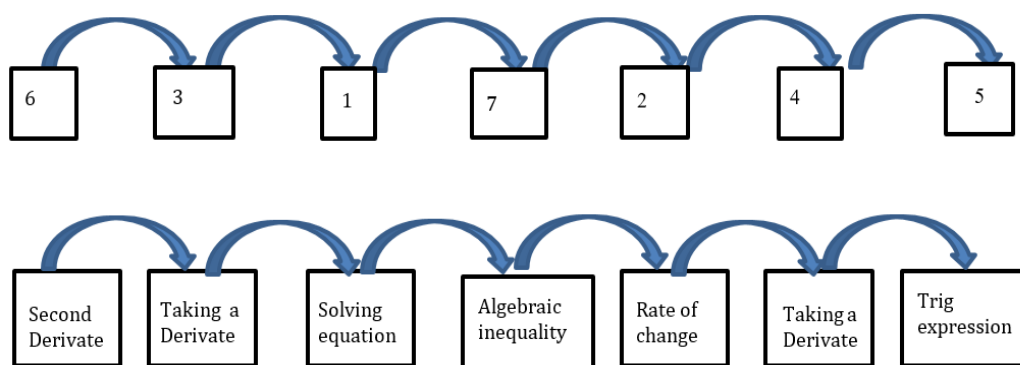 6
3
1
7
2
4
5
Second
Derivate
Taking a
Derivate
Solving
equation
Algebraic
inequality
Rate of
change
Taking a
Derivate
Trig
expression